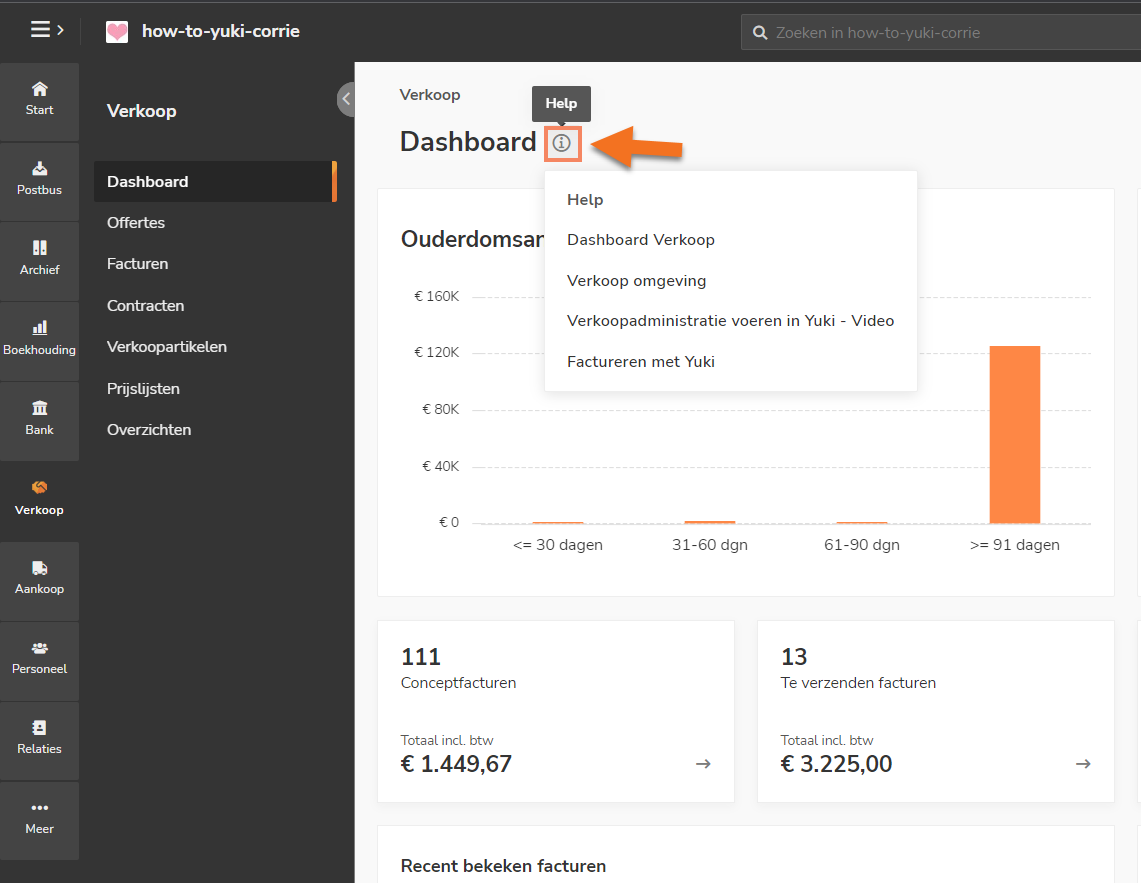 how-to-yuki-corrie
Zoeken in how-to-yuki-corrie
Start
Postbus
Archief
Boekhouding
Bank
Verkoop
Aankoop
Personeel
Relaties
Meer
Verkoop
Dashboard
Offertes
Facturen
Contracten
Verkoopartikelen
Prijslijsten
Overzichten
Verkoop
Help
Dashboard
Help
Dashboard Verkoop
Verkoop omgeving
Verkoopadministratie voeren in Yuki - Video
Factureren met Yuki
Ouderdomsan
€ 160K
€ 120K
€ 80K
€ 40K
€ 0
<= 30 dagen
31-60 dgn
61-90 dgn
>= 91 dagen
111
Conceptfacturen
Totaal incl. btw
€ 1.449,67
13
Te verzenden facturen
Totaal incl. btw
€ 3.225,00
Recent bekeken facturen